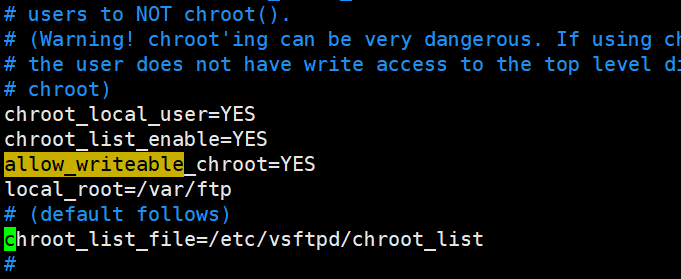 # users to NOT chroot().
# (Warning! chroot'ing can be very dangerous. If using
# the user does not have write access to the top level
# chroot)
chroot_local_user=YES
chroot_list_enable=YES
allow_writeable_chroot=YES
local_root=/var/ftp
# (default follows)
chroot_list_file=/etc/vsftpd/chroot_list
#